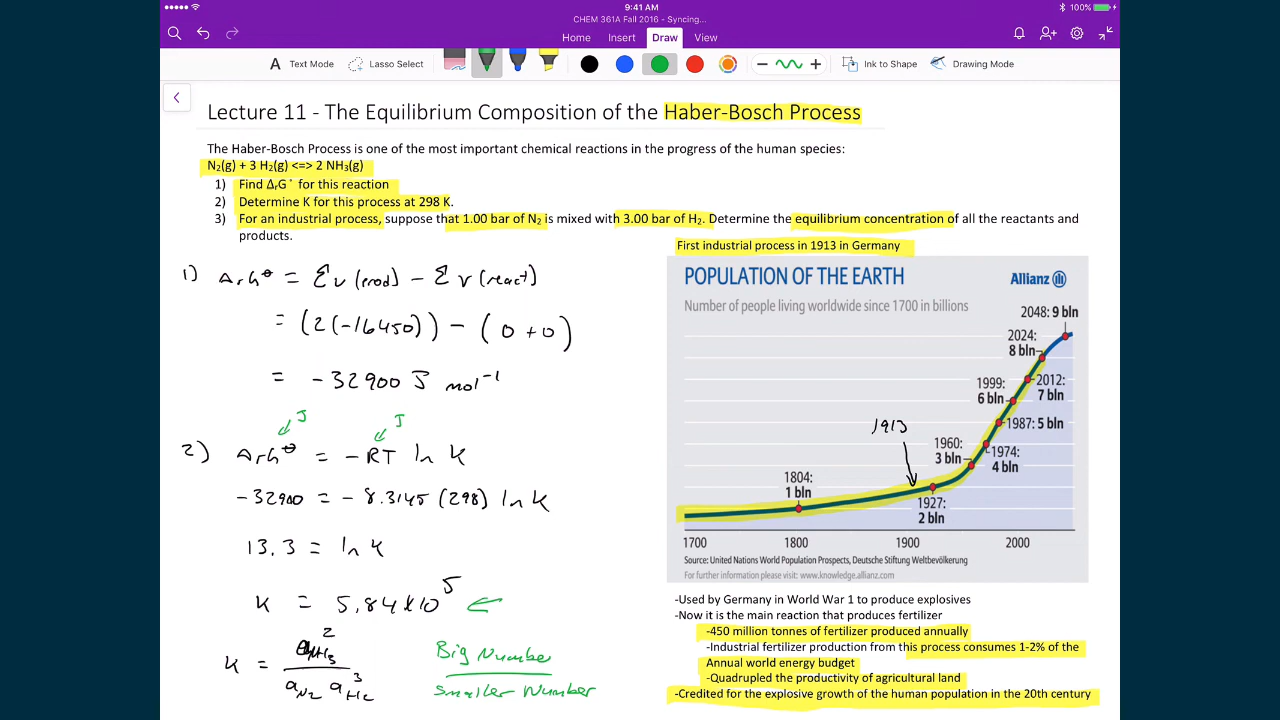 9:41 AM
100%
CHEM 361A Fall 2016 - Syncing...
Home Insert Draw View
Text Mode Lasso Select Ink to Shape Drawing Mode
Lecture 11 - The Equilibrium Composition of the Haber-Bosch Process
The Haber-Bosch Process is one of the most important chemical reactions in the progress of the human species:
N2(g) + 3 H2(g) <=> 2 NH3(g)
1) Find ΔrG° for this reaction
2) Determine K for this process at 298 K.
3) For an industrial process, suppose that 1.00 bar of N2 is mixed with 3.00 bar of H2. Determine the equilibrium concentration of all the reactants and
products.
First industrial process in 1913 in Germany
1) ΔrG⦵ = Σν(prod) - Σν(react)
= (2(-16450)) - (0 + 0)
= -32900 J mol-1
J J
2) ΔrG⦵ = -RT ln K
-32900 = -8.3145 (298) ln K
13.3 = ln K
K = 5.84x10^5
K = aNH3^2 / aN2 aH2^3
Big Number
Smaller Number
POPULATION OF THE EARTH
Allianz
Number of people living worldwide since 1700 in billions
2048: 9 bln
2024:
8 bln
2012:
7 bln
1999:
6 bln
1987: 5 bln
1974:
4 bln
1960:
3 bln
1913
1927:
2 bln
1804:
1 bln
1700 1800 1900 2000
Source: United Nations World Population Prospects, Deutsche Stiftung Weltbevölkerung
For further information please visit: www.knowledge.allianz.com
-Used by Germany in World War 1 to produce explosives
-Now it is the main reaction that produces fertilizer
-450 million tonnes of fertilizer produced annually
-Industrial fertilizer production from this process consumes 1-2% of the
Annual world energy budget
-Quadrupled the productivity of agricultural land
-Credited for the explosive growth of the human population in the 20th century